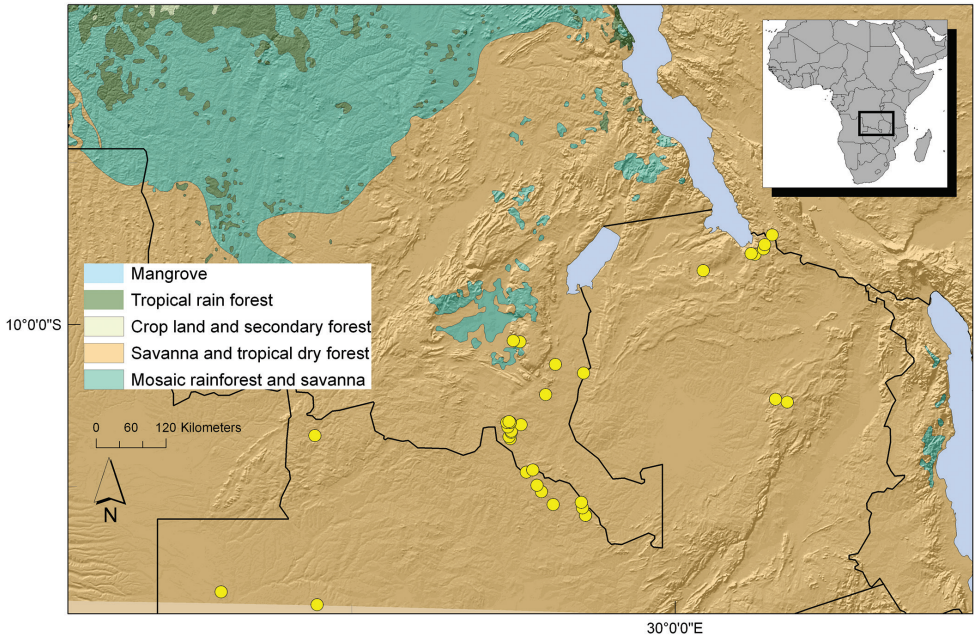 Mangrove
Tropical rain forest
10°0'0"S
Crop land and secondary forest
Savanna and tropical dry forest
Mosaic rainforest and savanna
0 60 120 Kilometers
N
30°0'0"E